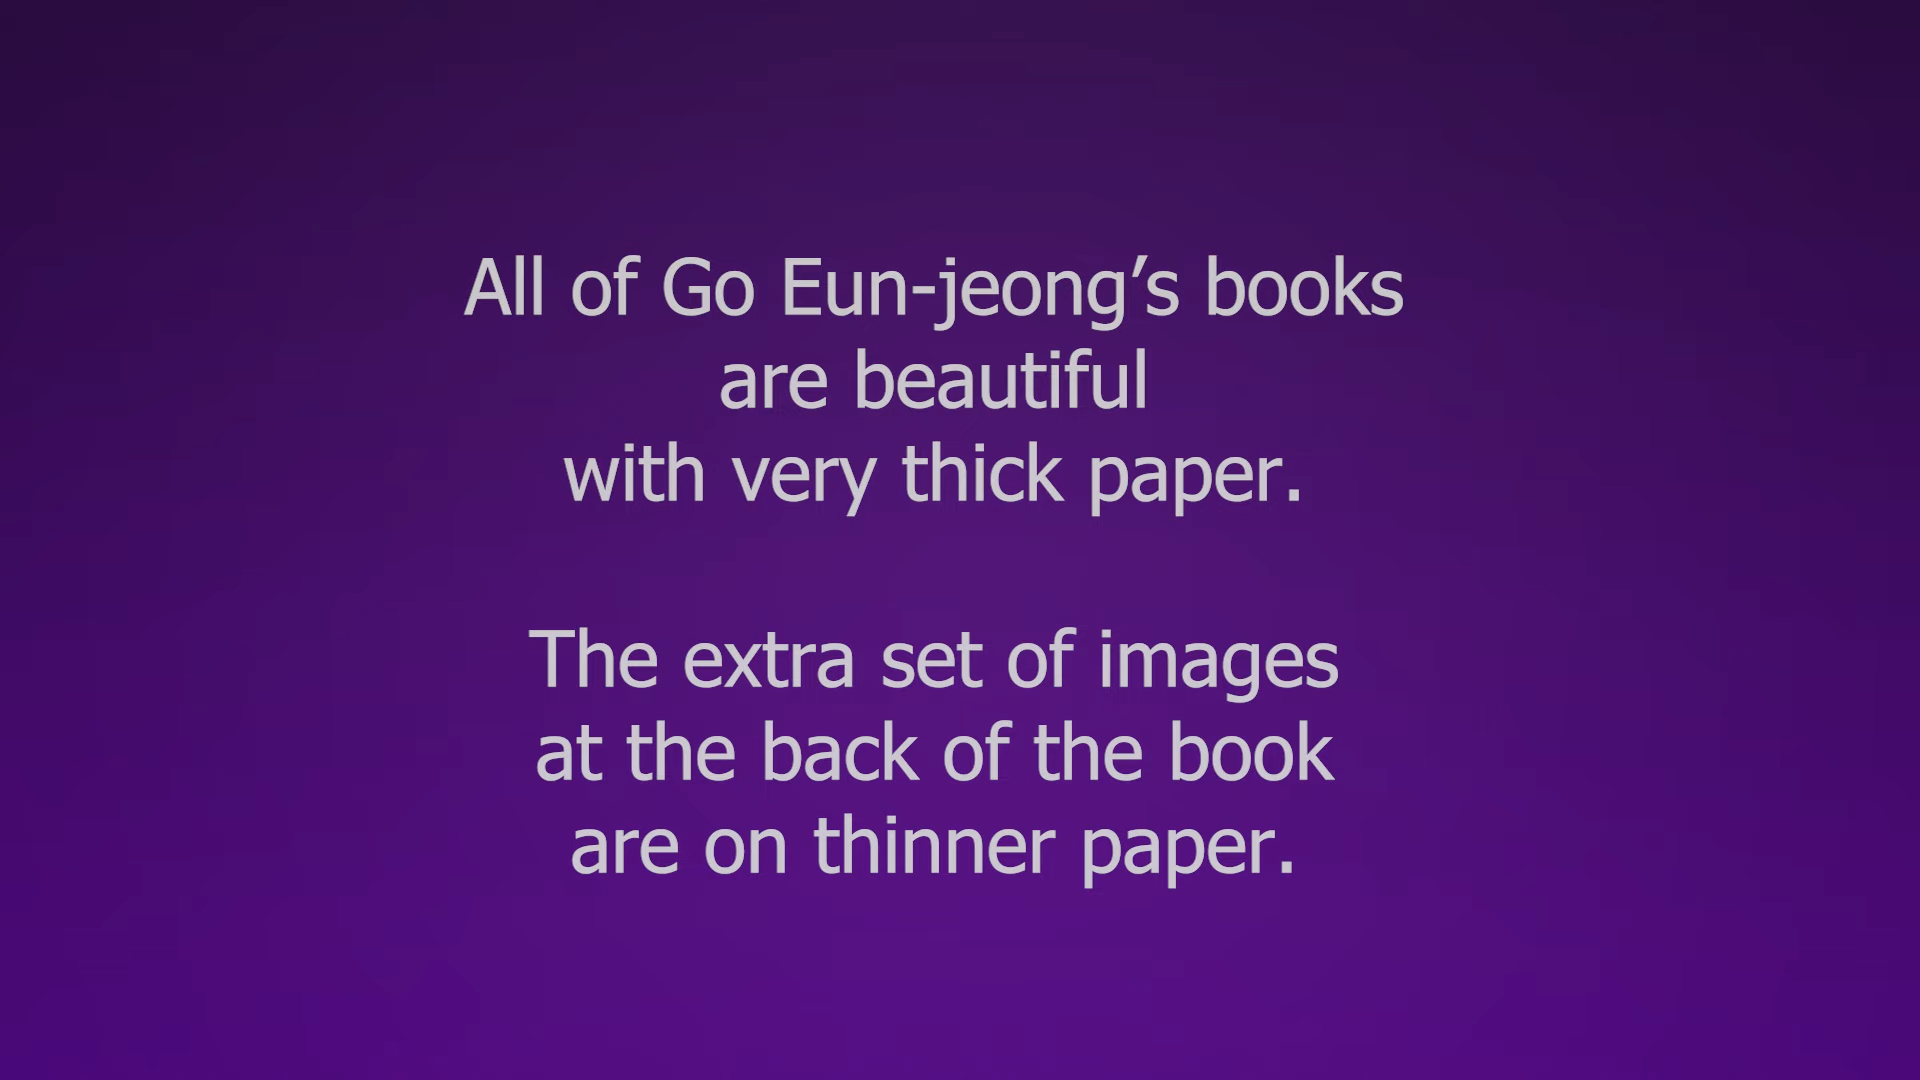 All of Go Eun-jeong’s books
are beautiful
with very thick paper.
The extra set of images
at the back of the book
are on thinner paper.